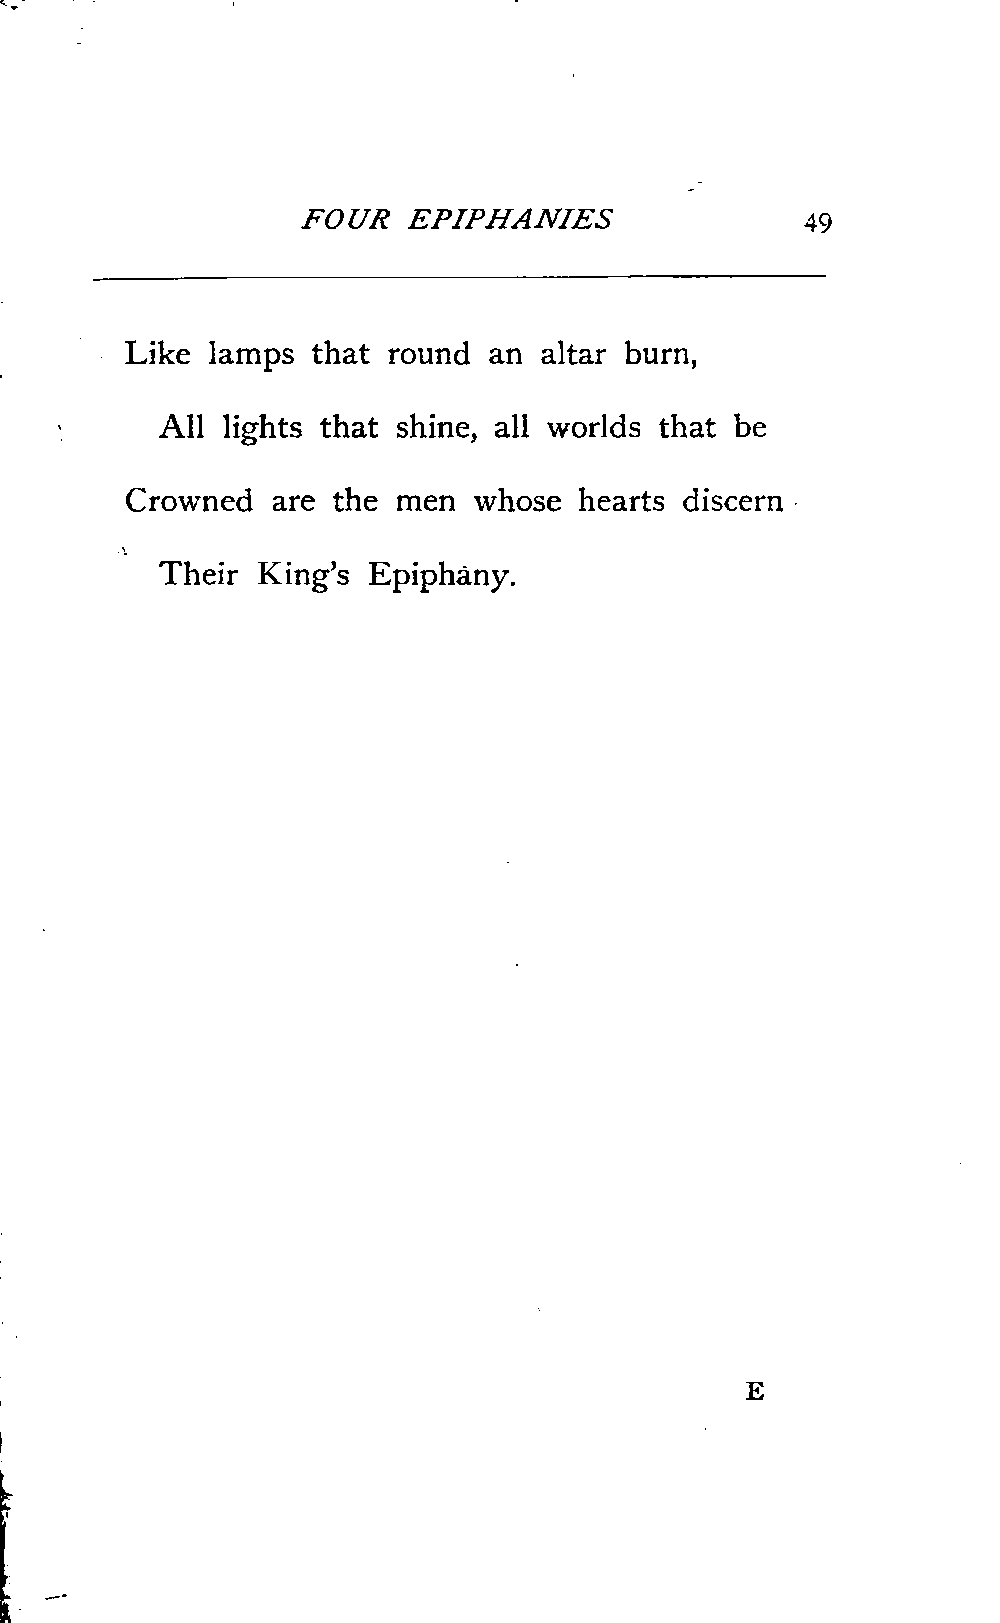 FOUR EPIPHANIES 49
Like lamps that round an altar burn,
All lights that shine, all worlds that be
Crowned are the men whose hearts discern
Their King's Epiphany.
E